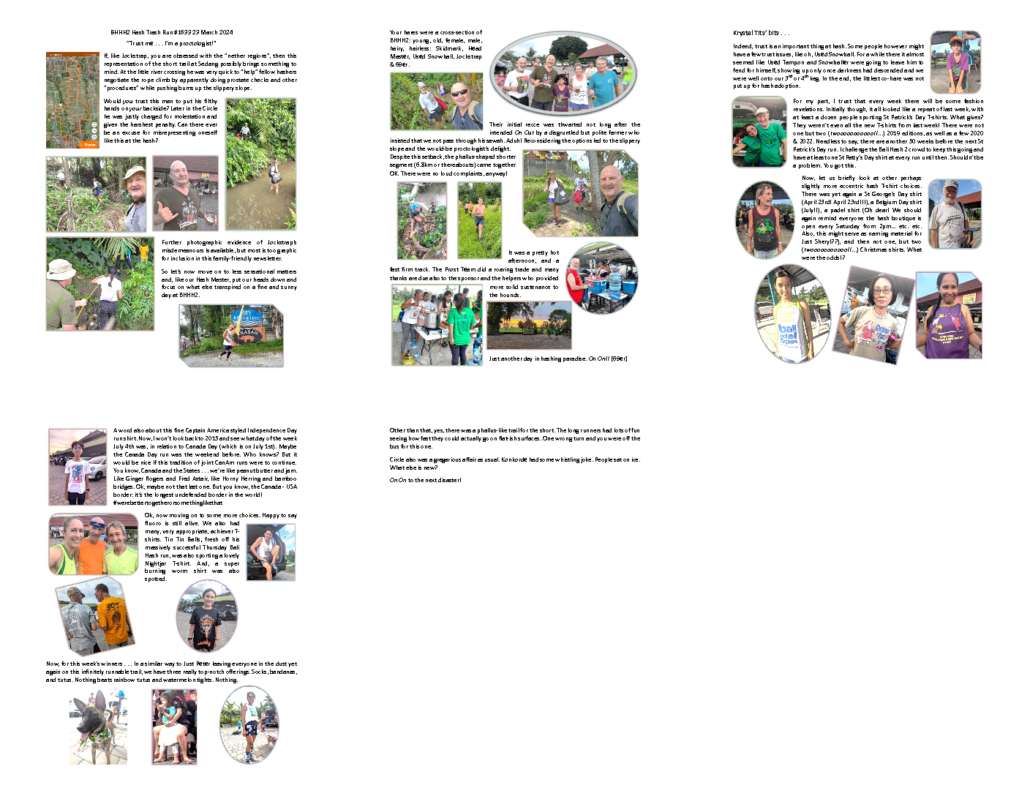 BHHH2 Hash Trash Run #1633 23 March 2024
"Trust me . . . I'm a proctologist!"
If, like Jockstrap, you are obsessed with the "nether regions", then this
representation of the short trail at Sedang possibly brings something to
mind. At the little river crossing he was very quick to "help" fellow hashers
negotiate the rope climb by apparently doing prostate checks and other
"procedures" while pushing bums up the slippery slope.
Would you trust this man to put his filthy
hands on your backside? Later in the Circle
he was justly charged for molestation and
given the harshest penalty. Can there ever
be an excuse for misrepresenting oneself
like this at the hash?
Further photographic evidence of Jockstrap's
misdemeanours is available, but most is too graphic
for inclusion in this family-friendly newsletter.
So let's now move on to less sensational matters
and, like our Hash Master, put our heads down and
focus on what else transpired on a fine and sunny
day at BHHH2.
Your hares were a cross-section of
BHHH2: young, old, female, male,
hairy, hairless: Skidmark, Head
Master, Used Snowball, Jockstrap
& 69er.
Their initial recce was thwarted not long after the
intended On Out by a disgruntled but polite farmer who
insisted that we not pass through his sawah. Aduh! Reconsidering the options led to the slippery
slope and the would be proctologist's delight.
Despite this setback, the phallus-shaped shorter
segment (6.3km or thereabouts) came together
OK. There were no loud complaints, anyway!
It was a pretty hot
afternoon, and a
fast firm track. The Prost Team did a roaring trade and many
thanks are due also to the sponsor and the helpers who provided
more solid sustenance to
the hounds.
Just another day in hashing paradise. On On!! [69er]
Krystal Tits' bits . . .
Indeed, trust is an important thing at hash. Some people however might
have a few trust issues, like oh, Used Snowball. For a while there it almost
seemed like Used Tampon and Snowballer were going to leave him to
fend for himself, showing up only once darkness had descended and we
were well onto our 3rd or 4th keg. In the end, the littlest co-hare was not
put up for hash adoption.
For my part, I trust that every week there will be some fashion
revelations. Initially though, it all looked like a repeat of last week, with
at least a dozen people sporting St Patrick's Day T-shirts. What gives?
They weren't even all the new T-shirts from last week! There were not
one but two (twooooooooo!!...) 2019 editions, as well as a few 2020
& 2022. Needless to say, there are another 50 weeks before the next St
Patrick's Day run. I challenge the Bali Hash 2 crowd to keep this going and
have at least one St Patty's Day shirt at every run until then. Shouldn't be
a problem. You got this.
Now, let us briefly look at other perhaps
slightly more eccentric hash T-shirt choices.
There was yet again a St George's Day shirt
(April 23rd! April 23rd!!!), a Belgium Day shirt
(July!!), a padel shirt (Oh dear! We should
again remind everyone the hash boutique is
open every Saturday from 2pm... etc. etc.
Also, this might serve as naming material for
Just Sheryl??), and then not one, but two
(twooooooooo!!...) Christmas shirts. What
were the odds!?
A word also about this fine Captain America styled Independence Day
run shirt. Now, I won't look back to 2015 and see what day of the week
July 4th was, in relation to Canada Day (which is on July 1st). Maybe
the Canada Day run was the weekend before. Who knows? But it
would be nice if this tradition of joint CanAm runs were to continue.
You know, Canada and the States . . . we're like peanut butter and jam.
Like Ginger Rogers and Fred Astair, like Horny Herring and bamboo
bridges. Ok, maybe not that last one. But you know, the Canada - USA
border: it's the longest undefended border in the world!
#werebettertogetherorsomethinglikethat
Ok, now moving on to some more choices. Happy to say
fluoro is still alive. We also had
many, very appropriate, achiever T-
shirts. Tin Tin Balls, fresh off his
massively successful Thursday Bali
Hash run, was also sporting a lovely
Nightjar T-shirt. And, a super
burning worm shirt was also
spotted.
Now, for this week's winners . . . In a similar way to Just Peter leaving everyone in the dust yet
again on this infinitely runnable trail, we have three really top-notch offerings. Socks, bandanas,
and tutus. Nothing beats rainbow tutus and watermelon tights. Nothing.
Other than that, yes, there was a phallus-like trail for the short. The long runners had lots of fun
seeing how fast they could actually go on flat-ish surfaces. One wrong turn and you were off the
bus for this one.
Circle also was a gregarious affair as usual. Konkordé had some whistling joke. People sat on ice.
What else is new?
OnOn to the next disaster!